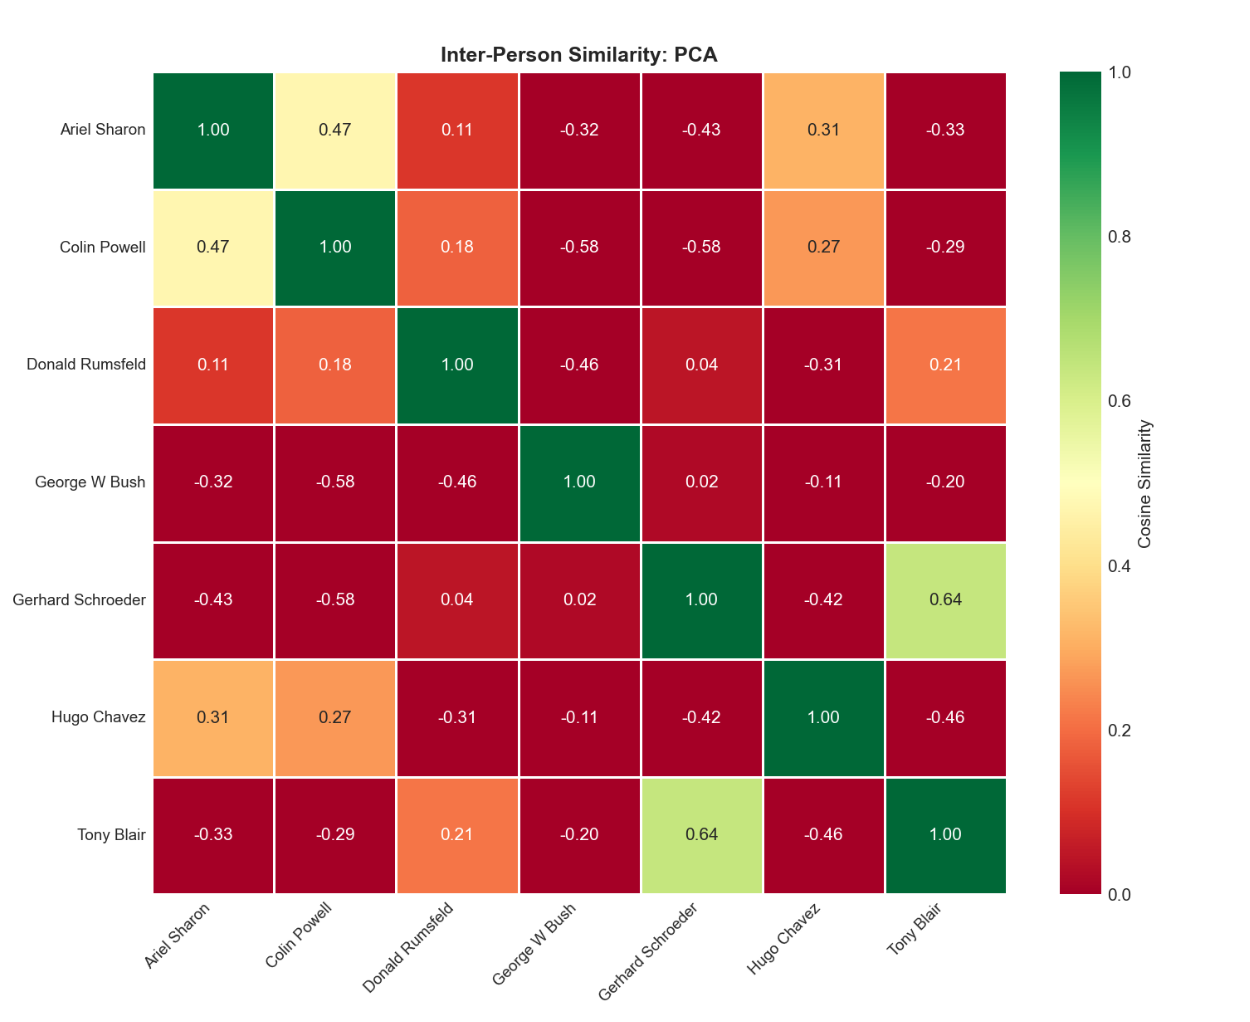 Inter-Person Similarity: PCA
Ariel Sharon 1.00 0.47 0.11 -0.32 -0.43 0.31 -0.33
Colin Powell 0.47 1.00 0.18 -0.58 -0.58 0.27 -0.29
Donald Rumsfeld 0.11 0.18 1.00 -0.46 0.04 -0.31 0.21
George W Bush -0.32 -0.58 -0.46 1.00 0.02 -0.11 -0.20
Gerhard Schroeder -0.43 -0.58 0.04 0.02 1.00 -0.42 0.64
Hugo Chavez 0.31 0.27 -0.31 -0.11 -0.42 1.00 -0.46
Tony Blair -0.33 -0.29 0.21 -0.20 0.64 -0.46 1.00
Ariel Sharon
Colin Powell
Donald Rumsfeld
George W Bush
Gerhard Schroeder
Hugo Chavez
Tony Blair
1.0
0.8
0.6
0.4
0.2
0.0
Cosine Similarity